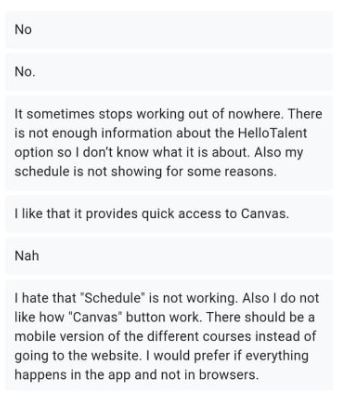 No
No.
It sometimes stops working out of nowhere. There
is not enough information about the HelloTalent
option so I don't know what it is about. Also my
schedule is not showing for some reasons.
I like that it provides quick access to Canvas.
Nah
I hate that "Schedule" is not working. Also I do not
like how "Canvas" button work. There should be a
mobile version of the different courses instead of
going to the website. I would prefer if everything
happens in the app and not in browsers.